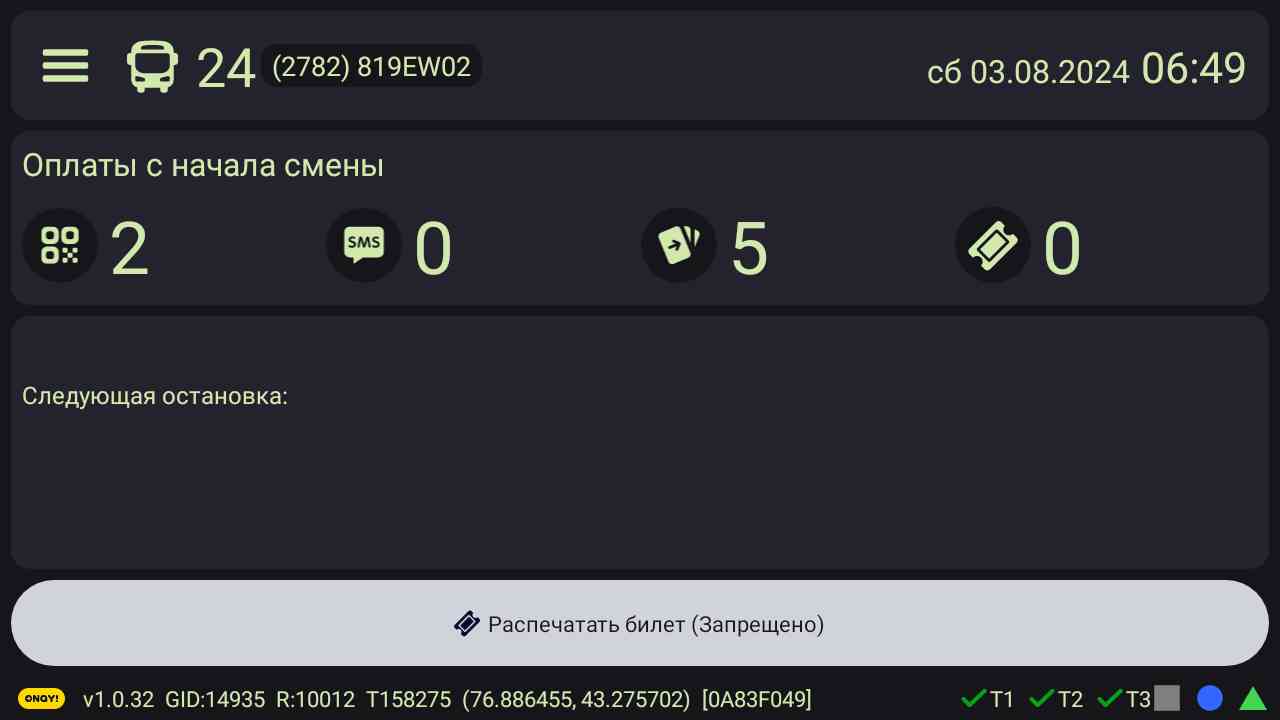 24 (2782) 819EW02 сб 03.08.2024 06:49
Оплаты с начала смены
2 SMS 0 5 0
Следующая остановка:
Распечатать билет (Запрещено)
ONAY! v1.0.32 GID:14935 R:10012 T158275 (76.886455, 43.275702) [0A83F049] T1 T2 T3